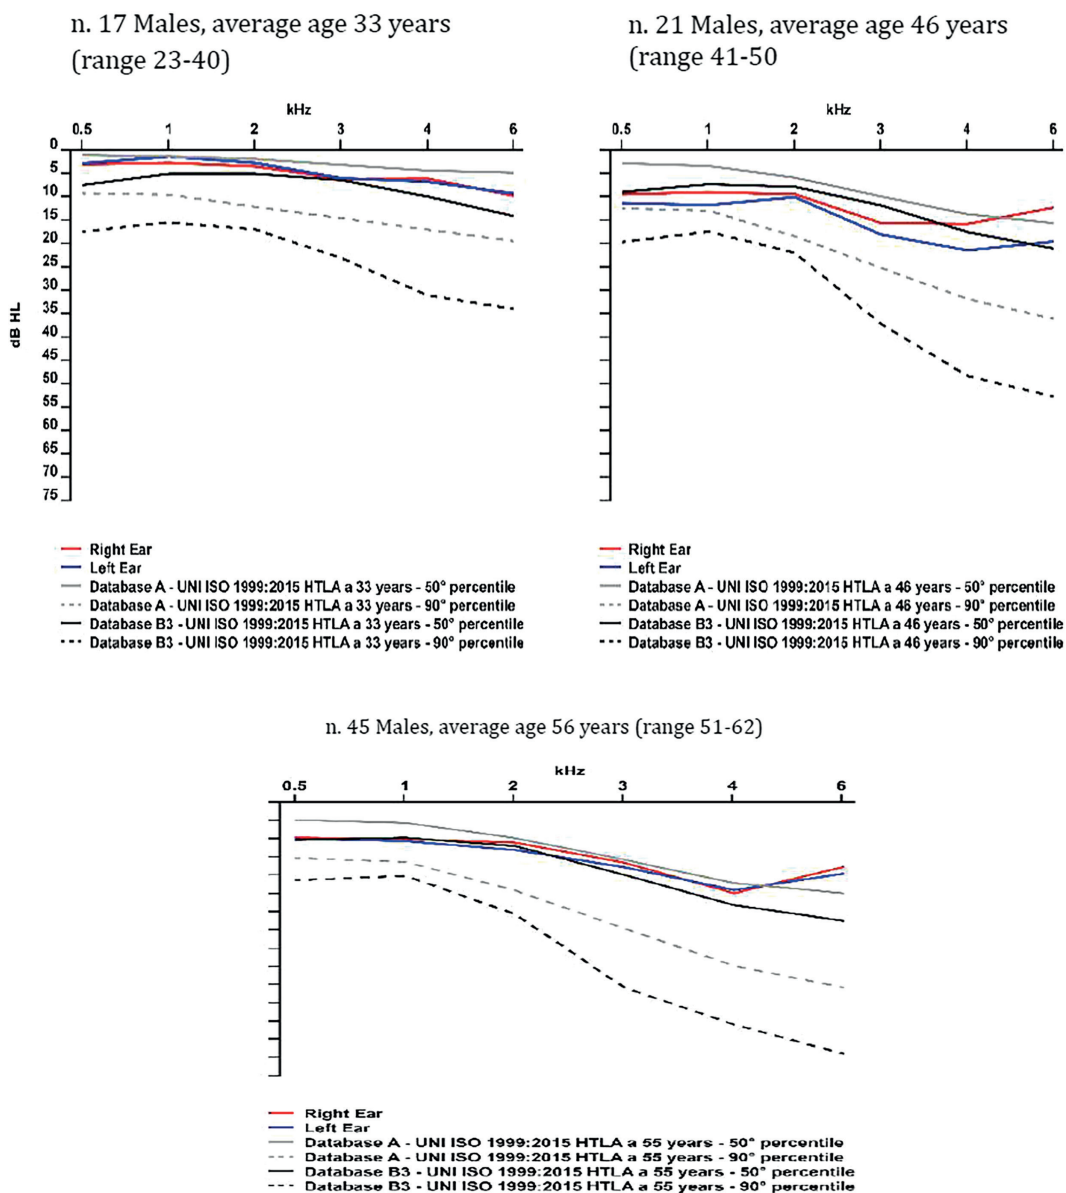 n. 17 Males, average age 33 years
(range 23-40)
n. 21 Males, average age 46 years
(range 41-50
kHz
0.5 1 2 3 4 6
0
5
10
15
20
25
30
35
40
45
50
55
60
65
70
75
dB HL
kHz
0.5 1 2 3 4 6
Right Ear
Left Ear
Database A - UNI ISO 1999:2015 HTLA a 33 years - 50° percentile
Database A - UNI ISO 1999:2015 HTLA a 33 years - 90° percentile
Database B3 - UNI ISO 1999:2015 HTLA a 33 years - 50° percentile
Database B3 - UNI ISO 1999:2015 HTLA a 33 years - 90° percentile
Right Ear
Left Ear
Database A - UNI ISO 1999:2015 HTLA a 46 years - 50° percentile
Database A - UNI ISO 1999:2015 HTLA a 46 years - 90° percentile
Database B3 - UNI ISO 1999:2015 HTLA a 46 years - 50° percentile
Database B3 - UNI ISO 1999:2015 HTLA a 46 years - 90° percentile
n. 45 Males, average age 56 years (range 51-62)
kHz
0.5 1 2 3 4 6
Right Ear
Left Ear
Database A - UNI ISO 1999:2015 HTLA a 55 years - 50° percentile
Database A - UNI ISO 1999:2015 HTLA a 55 years - 90° percentile
Database B3 - UNI ISO 1999:2015 HTLA a 55 years - 50° percentile
Database B3 - UNI ISO 1999:2015 HTLA a 55 years - 90° percentile